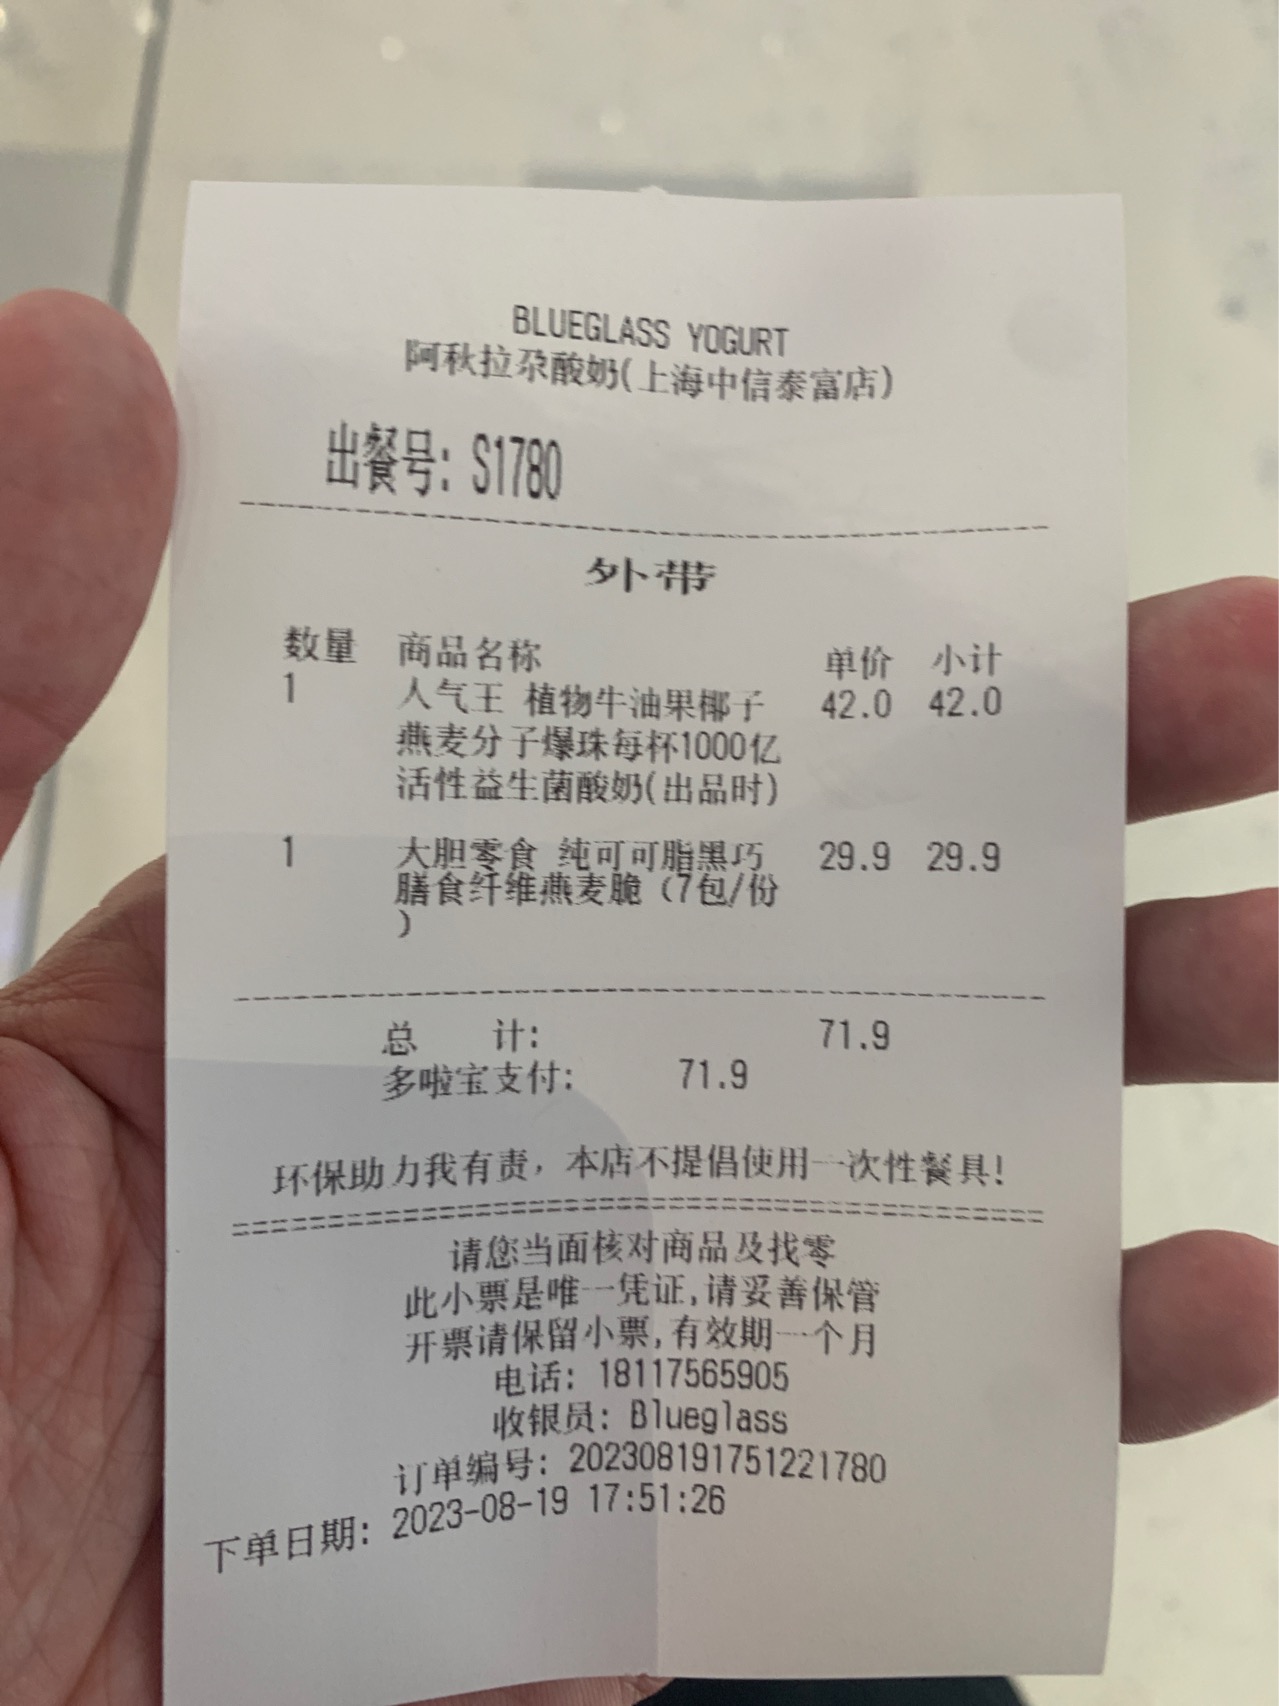 BLUEGLASS YOGURT
阿秋拉尕酸奶(上海中信泰富店)
出餐号: S1780
外带
数量 商品名称 单价 小计
1 人气王 植物牛油果椰子 42.0 42.0
燕麦分子爆珠每杯1000亿
活性益生菌酸奶(出品时)
1 大胆零食 纯可可脂黑巧 29.9 29.9
膳食纤维燕麦脆（7包/份
）
总 计: 71.9
多啦宝支付: 71.9
环保助力我有责，本店不提倡使用一次性餐具!
请您当面核对商品及找零
此小票是唯一凭证,请妥善保管
开票请保留小票,有效期一个月
电话: 18117565905
收银员: Blueglass
订单编号: 202308191751221780
下单日期: 2023-08-19 17:51:26